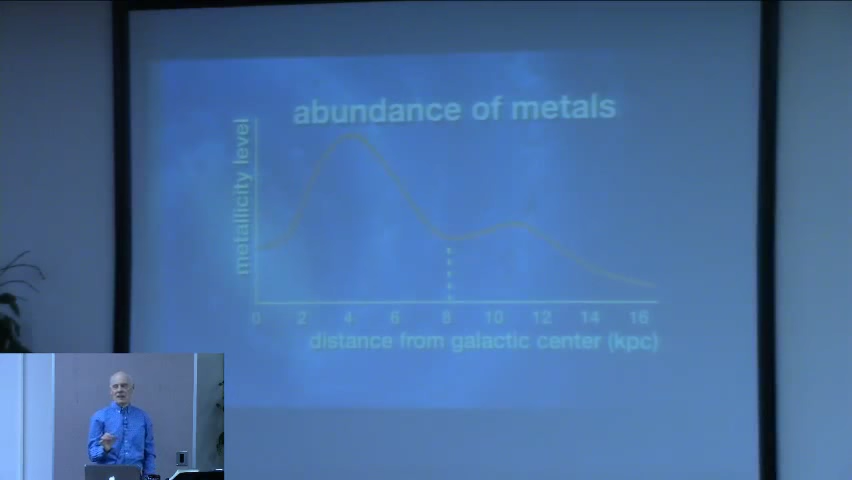 abundance of metals
metallicity level
0 2 4 6 8 10 12 14 16
distance from galactic center (kpc)